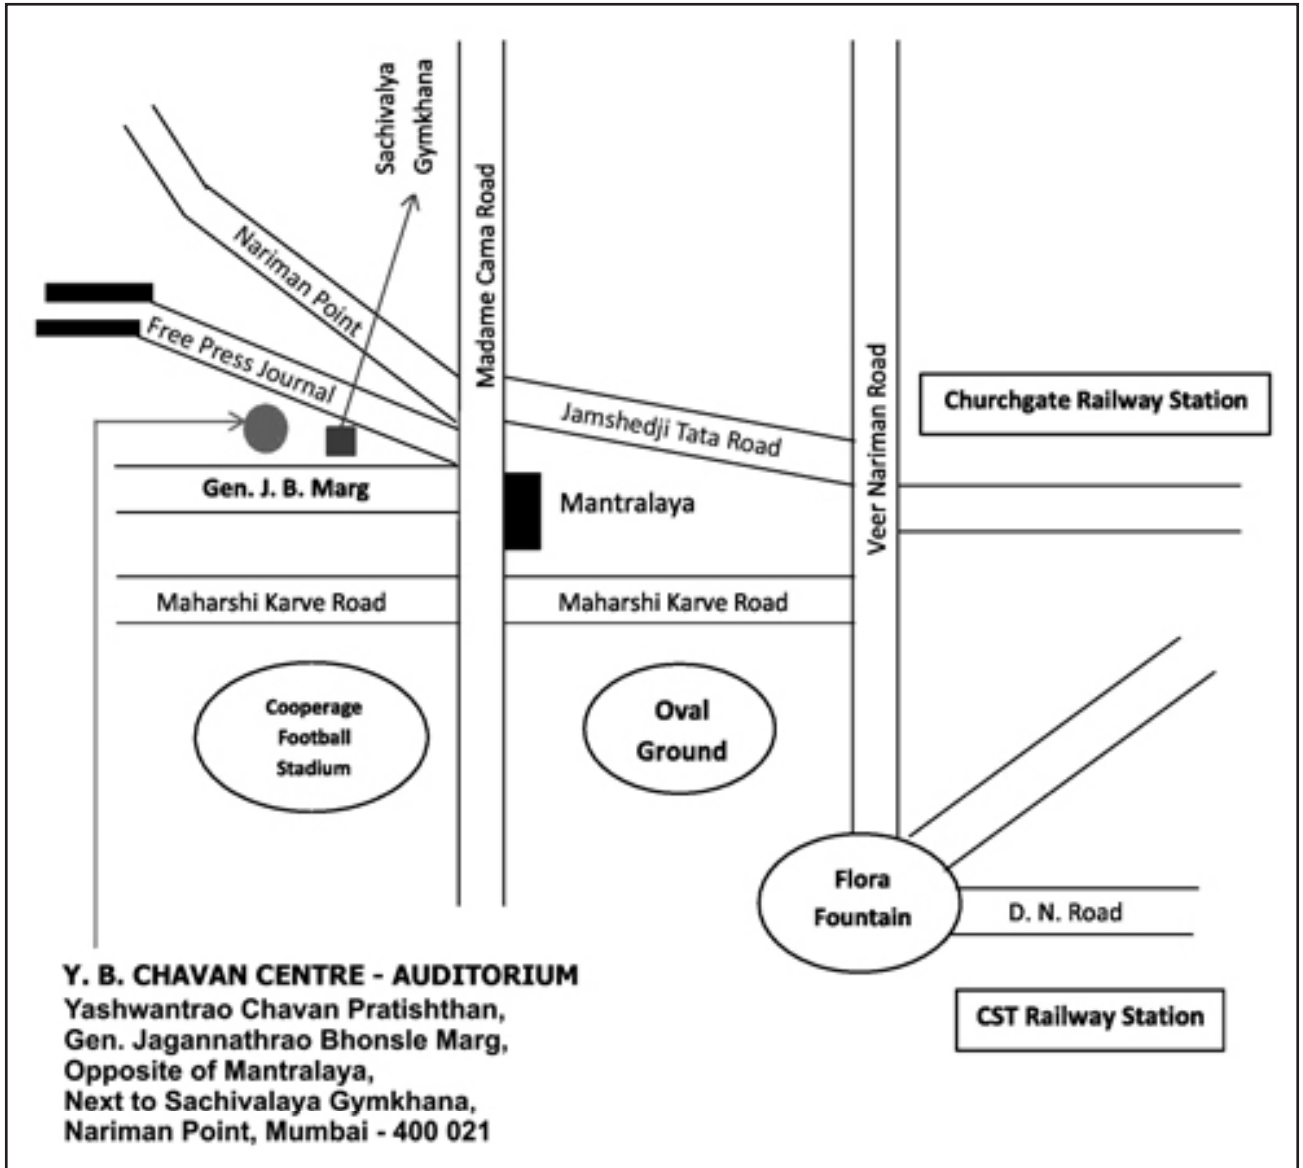 Sachivalya
Gymkhana
Nariman Point
Madame Cama Road
Free Press Journal
Jamshedji Tata Road
Veer Nariman Road
Churchgate Railway Station
Gen. J. B. Marg
Mantralaya
Maharshi Karve Road
Maharshi Karve Road
Cooperage
Football
Stadium
Oval
Ground
Flora
Fountain
D. N. Road
CST Railway Station
Y. B. CHAVAN CENTRE - AUDITORIUM
Yashwantrao Chavan Pratishthan,
Gen. Jagannathrao Bhonsle Marg,
Opposite of Mantralaya,
Next to Sachivalaya Gymkhana,
Nariman Point, Mumbai - 400 021